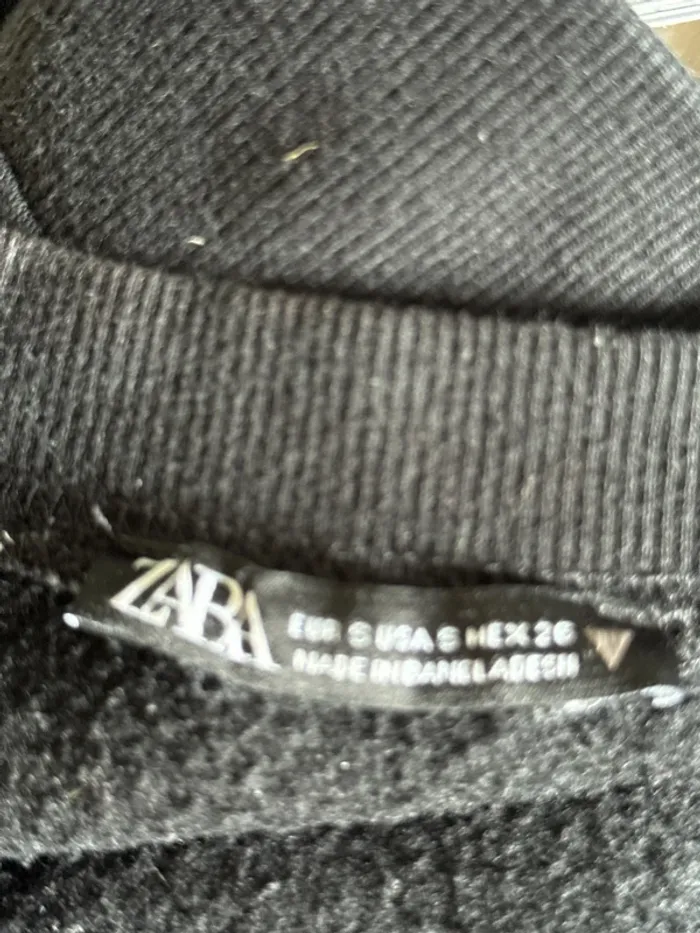 ZARA
EUR S USA S MEX 26
MADE IN BANGLADESH